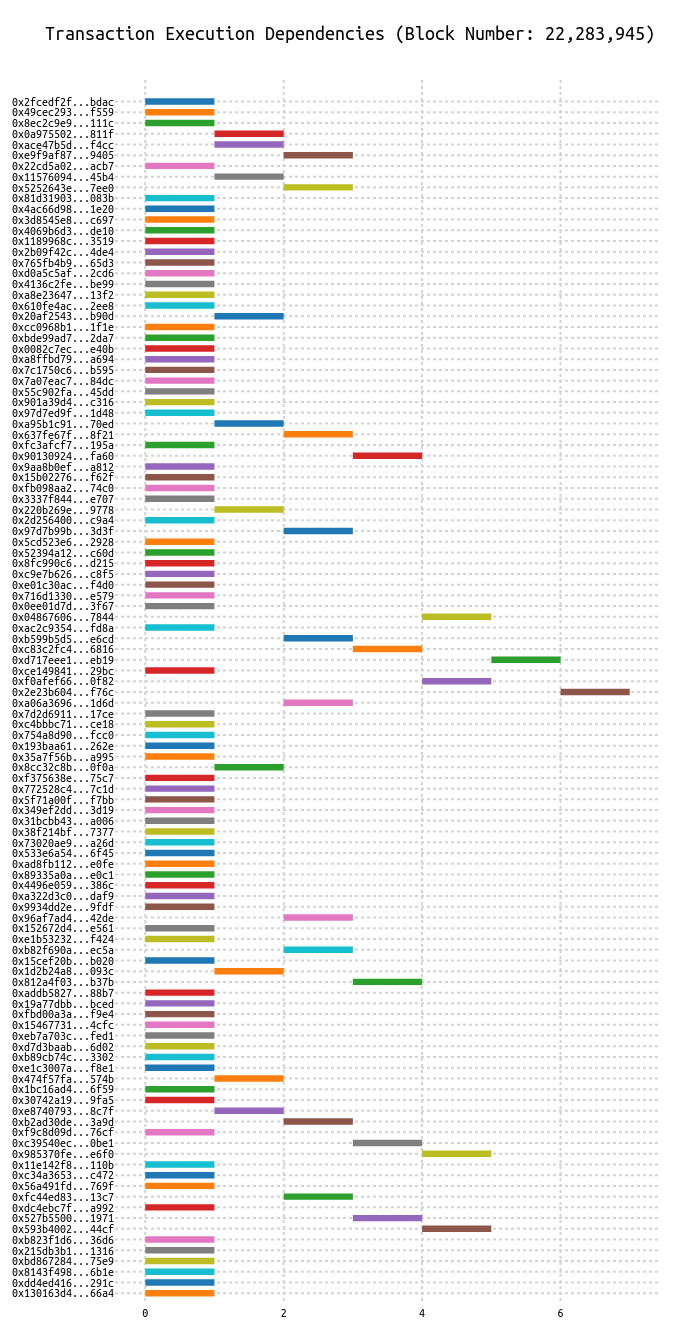 Transaction Execution Dependencies (Block Number: 22,283,945)
0x2fcedf2f...bdac
0x49cec293...f559
0x8ec2c9e9...111c
0x0a975502...811f
0xace47b5d...f4cc
0xe9f9af87...9405
0x22cd5a02...acb7
0x11576094...45b4
0x5252643e...7ee0
0x81d31903...083b
0x4ac66d98...1e20
0x3d8545e8...c697
0x4069b6d3...de10
0x1189968c...3519
0x2b09f42c...4de4
0x765fb4b9...65d3
0xd0a5c5af...2cd6
0x4136c2fe...be99
0xa8e23647...13f2
0x610fe4ac...2ee8
0x20af2543...b90d
0xcc0968b1...1f1e
0xbde99ad7...2da7
0x0082c7ec...e40b
0xa8ffbd79...a694
0x7c1750c6...b595
0x7a07eac7...84dc
0x55c902fa...45dd
0x901a39d4...c316
0x97d7ed9f...1d48
0xa95b1c91...70ed
0x637fe67f...8f21
0xfc3afcf7...195a
0x90130924...fa60
0x9aa8b0ef...a812
0x15b02276...f62f
0xfb098aa2...74c0
0x3337f844...e707
0x220b269e...9778
0x2d256400...c9a4
0x97d7b99b...3d3f
0x5cd523e6...2928
0x52394a12...c60d
0x8fc990c6...d215
0xc9e7b626...c8f5
0xe01c30ac...f4d0
0x716d1330...e579
0x0ee01d7d...3f67
0x04867606...7844
0xac2c9354...fd8a
0xb599b5d5...e6cd
0xc83c2fc4...6816
0xd717eee1...eb19
0xce149841...29bc
0xf0afef66...0f82
0x2e23b604...f76c
0xa06a3696...1d6d
0x7d2d6911...17ce
0xc4bbbc71...ce18
0x754a8d90...fcc0
0x193baa61...262e
0x35a7f56b...a995
0x8cc32c8b...0f0a
0xf375638e...75c7
0x772528c4...7c1d
0x5f71a00f...f7bb
0x349ef2dd...3d19
0x31bcbb43...a006
0x38f214bf...7377
0x73020ae9...a26d
0x533e6a54...6f45
0xad8fb112...e0fe
0x89335a0a...e0c1
0x4496e059...386c
0xa322d3c0...daf9
0x9934dd2e...9fdf
0x96af7ad4...42de
0x152672d4...e561
0xe1b53232...f424
0xb82f690a...ec5a
0x15cef20b...b020
0x1d2b24a8...093c
0x812a4f03...b37b
0xaddb5827...88b7
0x19a77dbb...bced
0xfbd00a3a...f9e4
0x15467731...4cfc
0xeb7a703c...fed1
0xd7d3baab...6d02
0xb89cb74c...3302
0xe1c3007a...f8e1
0x474f57fa...574b
0x1bc16ad4...6f59
0x30742a19...9fa5
0xe8740793...8c7f
0xb2ad30de...3a9d
0xf9c8d09d...76cf
0xc39540ec...0be1
0x985370fe...e6f0
0x11e142f8...110b
0xc34a3653...c472
0x56a491fd...769f
0xfc44ed83...13c7
0xdc4ebc7f...a992
0x527b5500...1971
0x593b4002...44cf
0xb823f1d6...36d6
0x215db3b1...1316
0xbd867284...75e9
0x8143f498...6b1e
0xdd4ed416...291c
0x130163d4...66a4
0 2 4 6